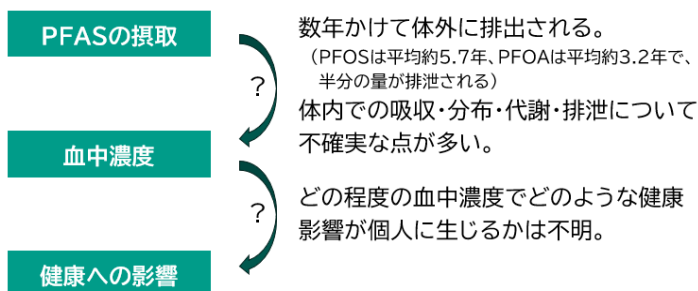 PFASの摂取
数年かけて体外に排出される。
（PFOSは平均約5.7年、PFOAは平均約3.2年で、
半分の量が排泄される）
?
体内での吸収・分布・代謝・排泄について
不確実な点が多い。
血中濃度
どの程度の血中濃度でどのような健康
?
影響が個人に生じるかは不明。
健康への影響